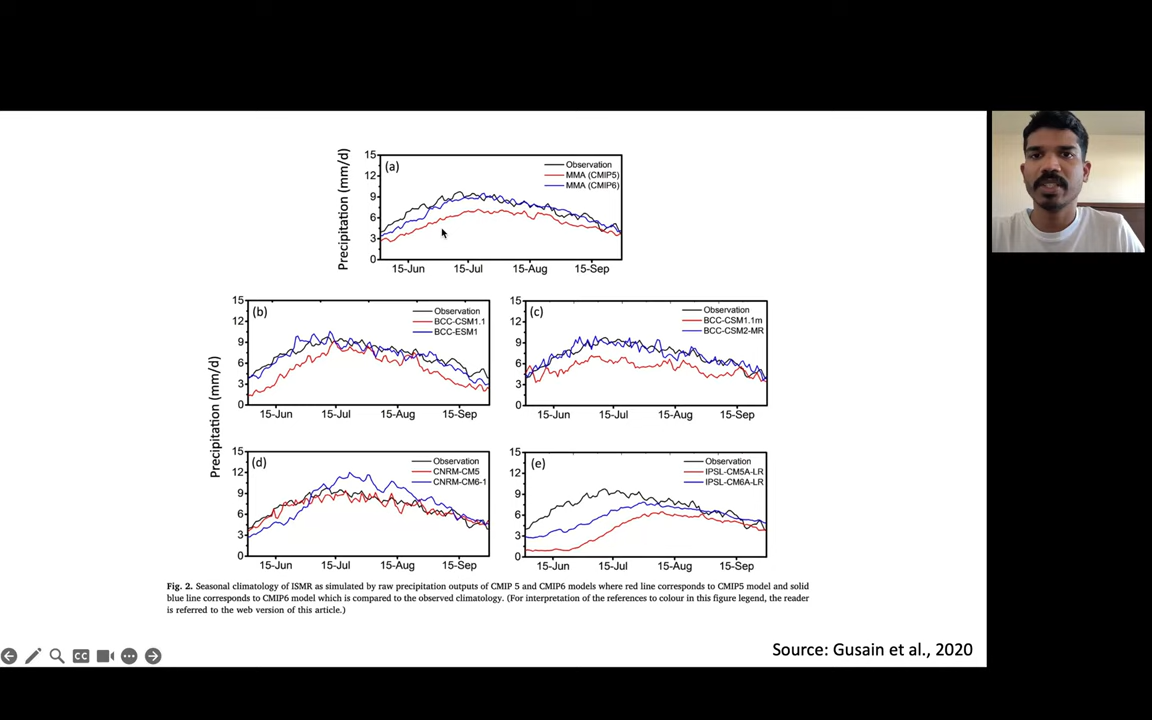 (a)
Observation
MMA (CMIP5)
MMA (CMIP6)
Precipitation (mm/d)
15
12
9
6
3
0
15-Jun 15-Jul 15-Aug 15-Sep
(b)
Observation
BCC-CSM1.1
BCC-ESM1
15
12
9
6
3
0
15-Jun 15-Jul 15-Aug 15-Sep
(c)
Observation
BCC-CSM1.1m
BCC-CSM2-MR
15
12
9
6
3
0
15-Jun 15-Jul 15-Aug 15-Sep
Precipitation (mm/d)
(d)
Observation
CNRM-CM5
CNRM-CM6-1
15
12
9
6
3
0
15-Jun 15-Jul 15-Aug 15-Sep
(e)
Observation
IPSL-CM5A-LR
IPSL-CM6A-LR
15
12
9
6
3
0
15-Jun 15-Jul 15-Aug 15-Sep
Fig. 2. Seasonal climatology of ISMR as simulated by raw precipitation outputs of CMIP 5 and CMIP6 models where red line corresponds to CMIP5 model and solid
blue line corresponds to CMIP6 model which is compared to the observed climatology. (For interpretation of the references to colour in this figure legend, the reader
is referred to the web version of this article.)
Source: Gusain et al., 2020
CC